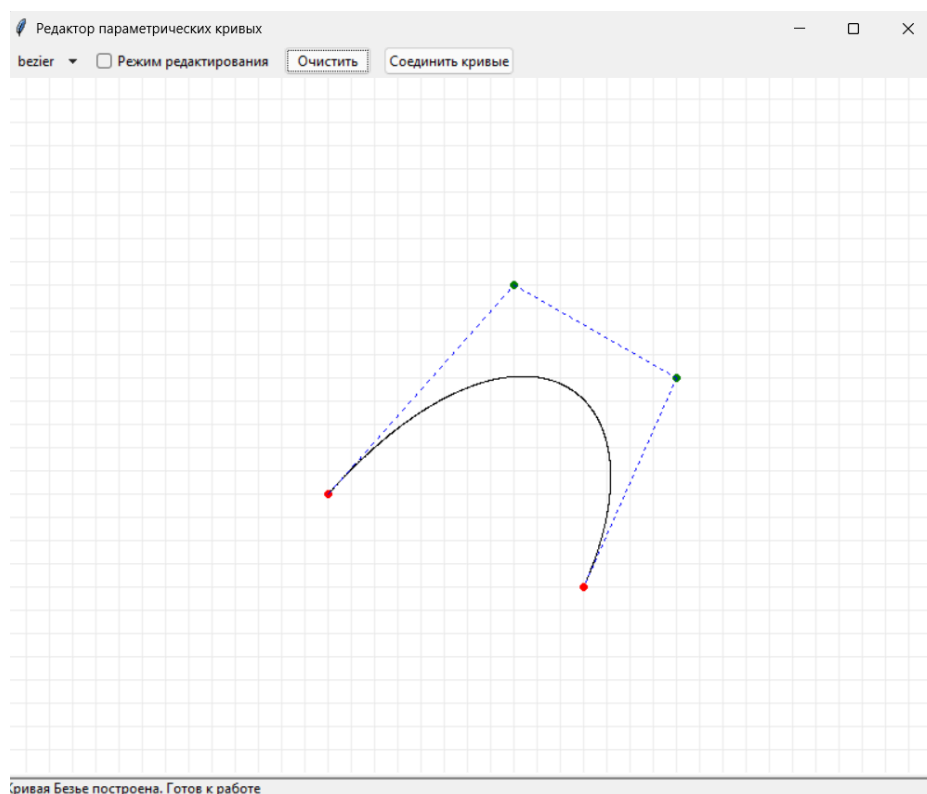 Редактор параметрических кривых
bezier Режим редактирования Очистить Соединить кривые
Кривая Безье построена. Готов к работе